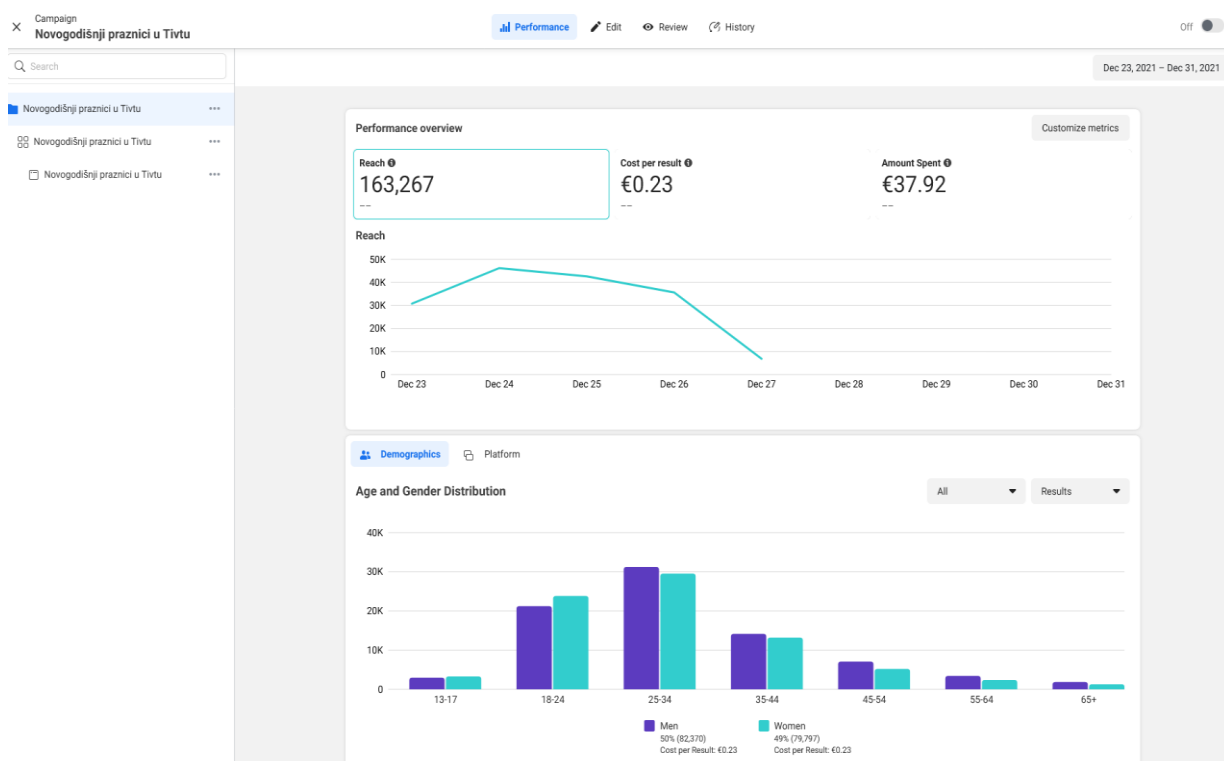 Campaign
Novogodišnji praznici u Tivtu
Performance
Edit
Review
History
Off
Search
Dec 23, 2021 – Dec 31, 2021
Novogodišnji praznici u Tivtu
Novogodišnji praznici u Tivtu
Novogodišnji praznici u Tivtu
Performance overview
Customize metrics
Reach
Cost per result
Amount Spent
163,267
€0.23
€37.92
--
--
--
Reach
50K
40K
30K
20K
10K
0
Dec 23 Dec 24 Dec 25 Dec 26 Dec 27 Dec 28 Dec 29 Dec 30 Dec 31
Demographics
Platform
Age and Gender Distribution
All
Results
40K
30K
20K
10K
0
13-17 18-24 25-34 35-44 45-54 55-64 65+
Men
50% (82,370)
Cost per Result: €0.23
Women
49% (79,797)
Cost per Result: €0.23